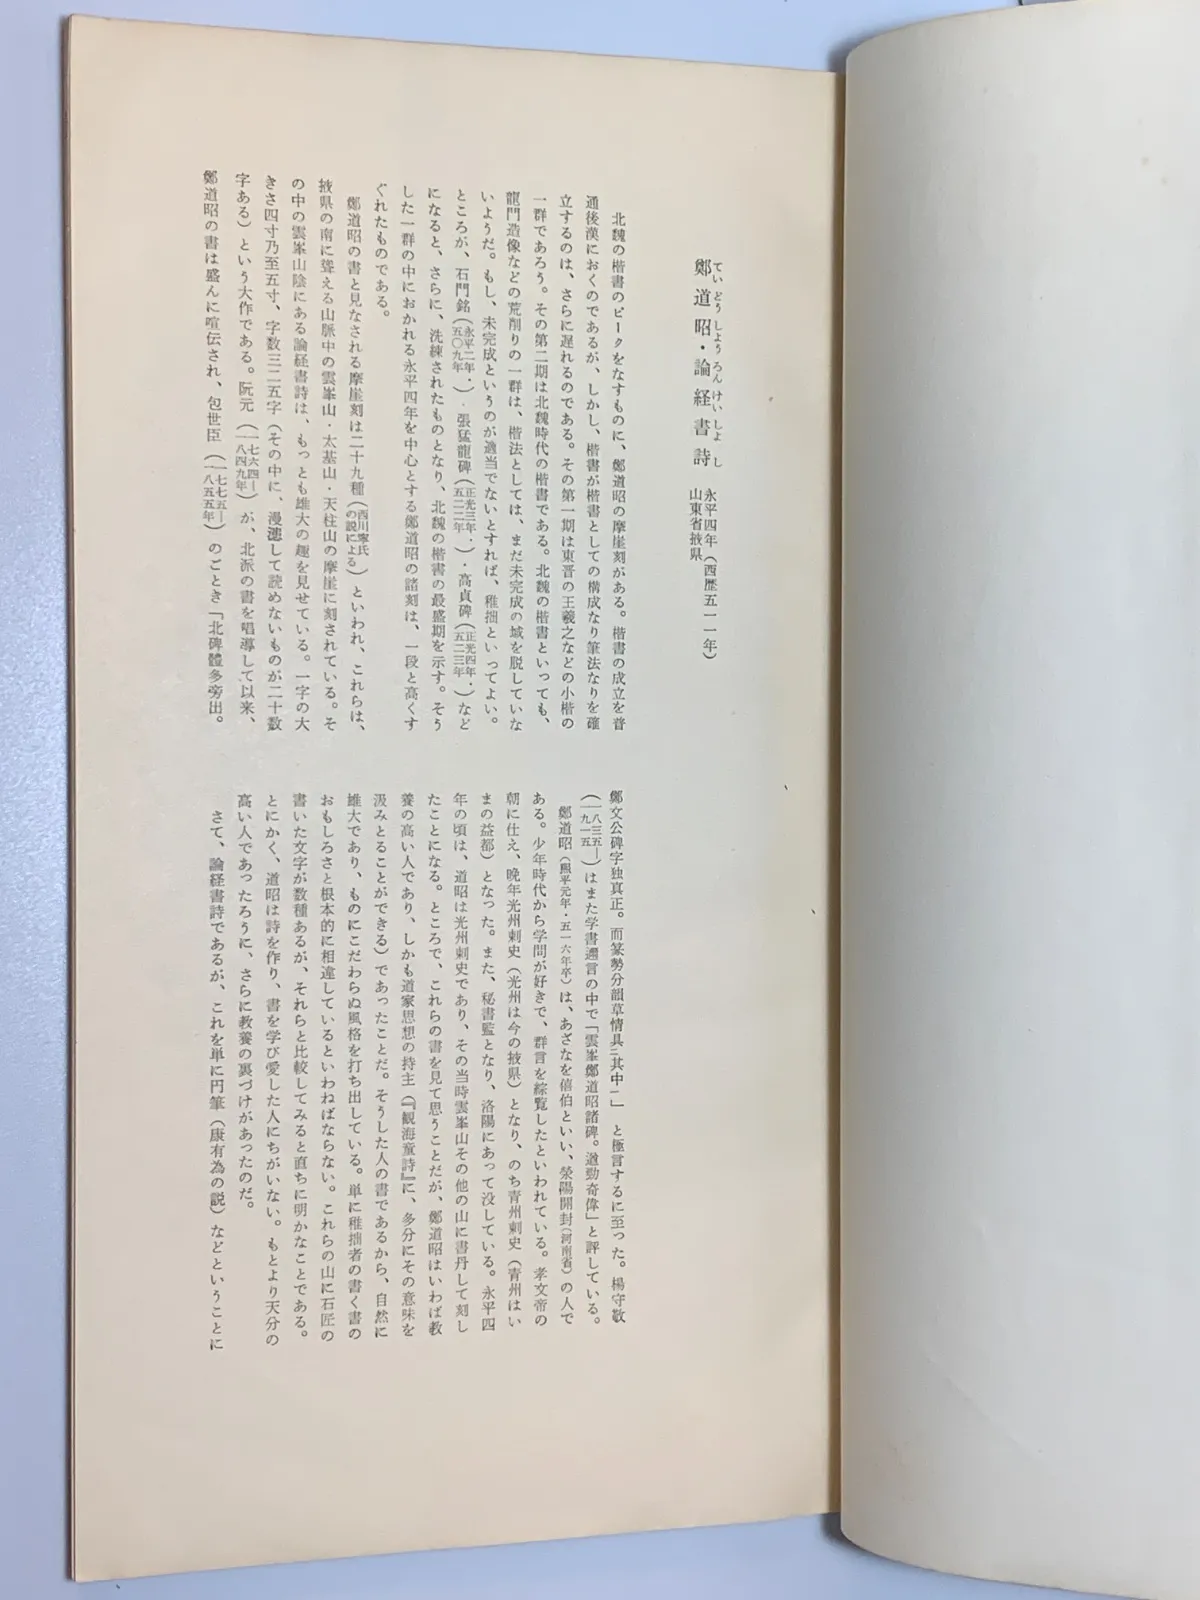 鄭道昭・論経書詩
てい どう しょう ろん けい しょ し
永平四年（西歴五一一年）
山東省掖県
北魏の楷書のピークをなすものに、鄭道昭の摩崖刻がある。楷書の成立を普
通後漢におくのであるが、しかし、楷書が楷書としての構成なり筆法なりを確
立するのは、さらに遅れるのである。その第一期は東晋の王羲之などの小楷の
一群であろう。その第二期は北魏時代の楷書である。北魏の楷書といっても、
龍門造像などの荒削りの一群は、楷法としては、まだ未完成の域を脱していな
いようだ。もし、未完成というのが適当でないとすれば、稚拙といってよい。
ところが、石門銘（永平二年・五〇九年）・張猛龍碑（正光三年・五二二年）・高貞碑（正光四年・五二三年）など
になると、さらに、洗練されたものとなり、北魏の楷書の最盛期を示す。そう
した一群の中におかれる永平四年を中心とする鄭道昭の諸刻は、一段と高くす
ぐれたものである。
鄭道昭の書と見なされる摩崖刻は二十九種（西川寧氏の説による）といわれ、これらは、
掖県の南に聳える山脈中の雲峯山・太基山・天柱山の摩崖に刻されている。そ
の中の雲峯山陰にある論経書詩は、もっとも雄大の趣を見せている。一字の大
きさ四寸乃至五寸、字数三二五字（その中に、漫漶して読めないものが二十数
字ある）という大作である。阮元（一七六四—一八四九年）が、北派の書を唱導して以来、
鄭道昭の書は盛んに喧伝され、包世臣（一七七五—一八五五年）のごとき「北碑體多旁出。
鄭文公碑字独真正。而篆勢分韻草情具二其中一」と極言するに至った。楊守敬
（一八三五—一九一五）はまた学書邇言の中で「雲峯鄭道昭諸碑。遒勁奇偉」と評している。
鄭道昭（熙平元年・五一六年卒）は、あざなを僖伯といい、滎陽開封（河南省）の人で
ある。少年時代から学問が好きで、群言を綜覧したといわれている。孝文帝の
朝に仕え、晩年光州刺史（光州は今の掖県）となり、のち青州刺史（青州はい
まの益都）となった。また、秘書監となり、洛陽にあって没している。永平四
年の頃は、道昭は光州刺史であり、その当時雲峯山その他の山に書丹して刻し
たことになる。ところで、これらの書を見て思うことだが、鄭道昭はいわば教
養の高い人であり、しかも道家思想の持主（『観海童詩』に、多分にその意味を
汲みとることができる）であったことだ。そうした人の書であるから、自然に
雄大であり、ものにこだわらぬ風格を打ち出している。単に稚拙者の書く書の
おもしろさと根本的に相違しているといわねばならない。これらの山に石匠の
書いた文字が数種あるが、それらと比較してみると直ちに明かなことである。
とにかく、道昭は詩を作り、書を学び愛した人にちがいない。もとより天分の
高い人であったろうに、さらに教養の裏づけがあったのだ。
さて、論経書詩であるが、これを単に円筆（康有為の説）などということに